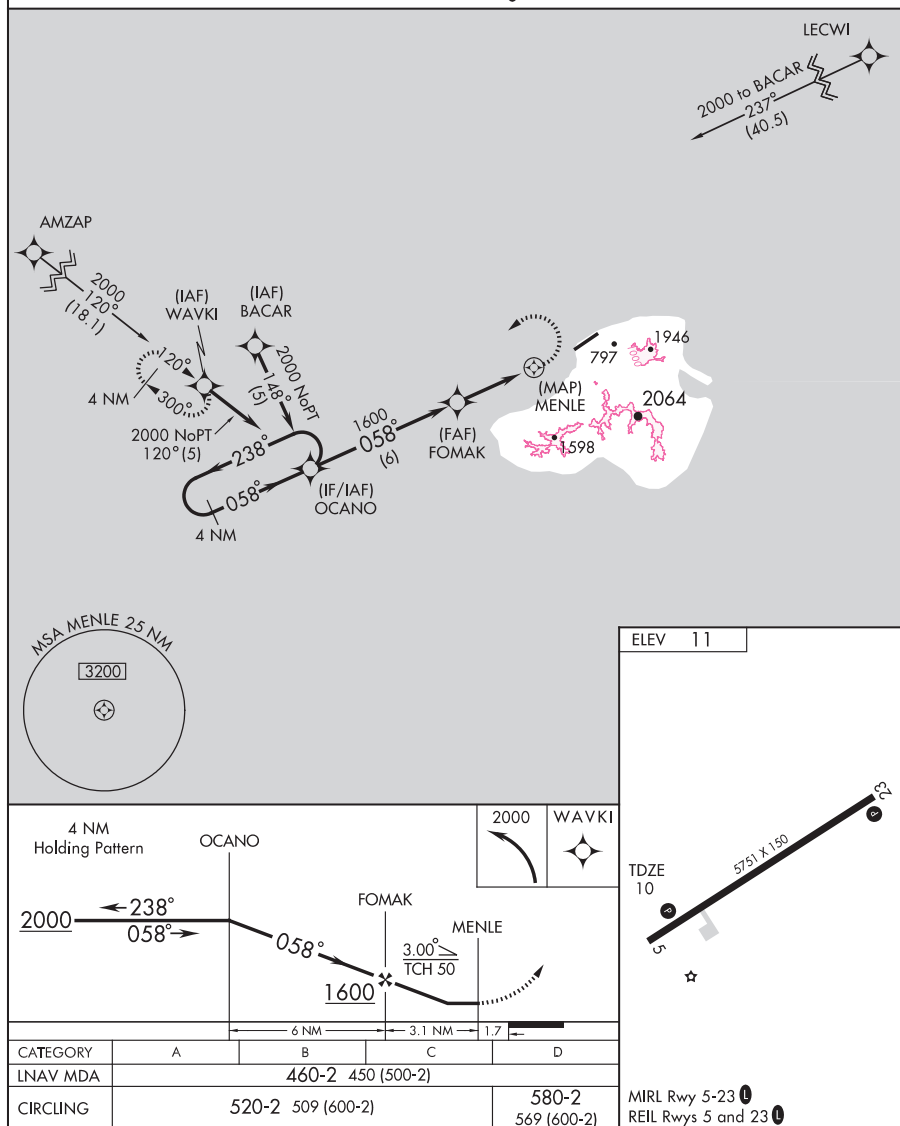 LECWI
2000 to BACAR
237°
(40.5)
AMZAP
2000
120°
(18.1)
(IAF)
WAVKI
(IAF)
BACAR
2000 NoPT
148°
(5)
120°
300°
4 NM
2000 NoPT
120° (5)
238°
058°
4 NM
(IF/IAF)
OCANO
1600
058°
(6)
(FAF)
FOMAK
(MAP)
MENLE
797
1946
2064
1598
MSA MENLE 25 NM
3200
ELEV 11
TDZE
10
5751 X 150
23
5
P
P
MIRL Rwy 5-23 L
REIL Rwys 5 and 23 L
4 NM
Holding Pattern
OCANO
2000
WAVKI
2000
238°
058°
058°
FOMAK
1600
3.00°
TCH 50
MENLE
6 NM
3.1 NM
1.7
CATEGORY A B C D
LNAV MDA 460-2 450 (500-2)
CIRCLING 520-2 509 (600-2) 580-2
569 (600-2)